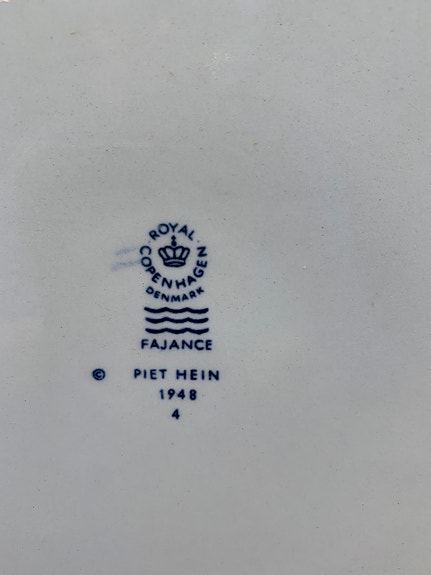 ROYAL
COPENHAGEN
DENMARK
FAJANCE
© PIET HEIN
1948
4